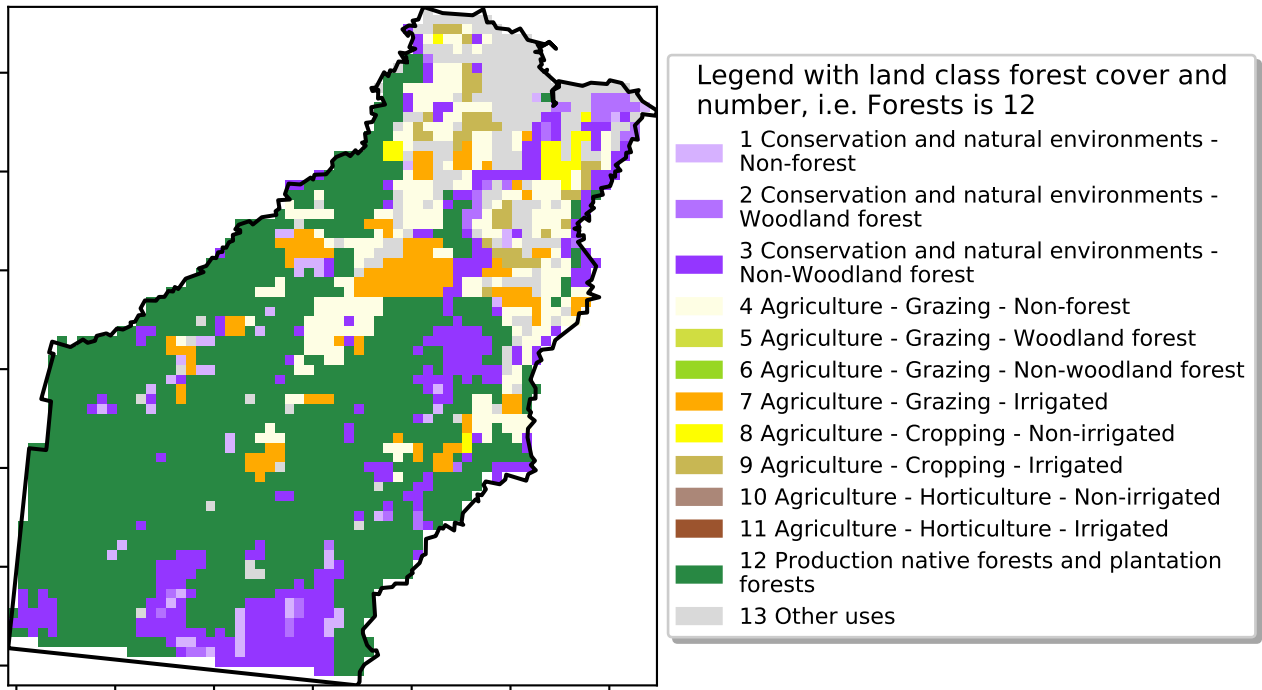 Legend with land class forest cover and
number, i.e. Forests is 12
1 Conservation and natural environments -
Non-forest
2 Conservation and natural environments -
Woodland forest
3 Conservation and natural environments -
Non-Woodland forest
4 Agriculture - Grazing - Non-forest
5 Agriculture - Grazing - Woodland forest
6 Agriculture - Grazing - Non-woodland forest
7 Agriculture - Grazing - Irrigated
8 Agriculture - Cropping - Non-irrigated
9 Agriculture - Cropping - Irrigated
10 Agriculture - Horticulture - Non-irrigated
11 Agriculture - Horticulture - Irrigated
12 Production native forests and plantation
forests
13 Other uses